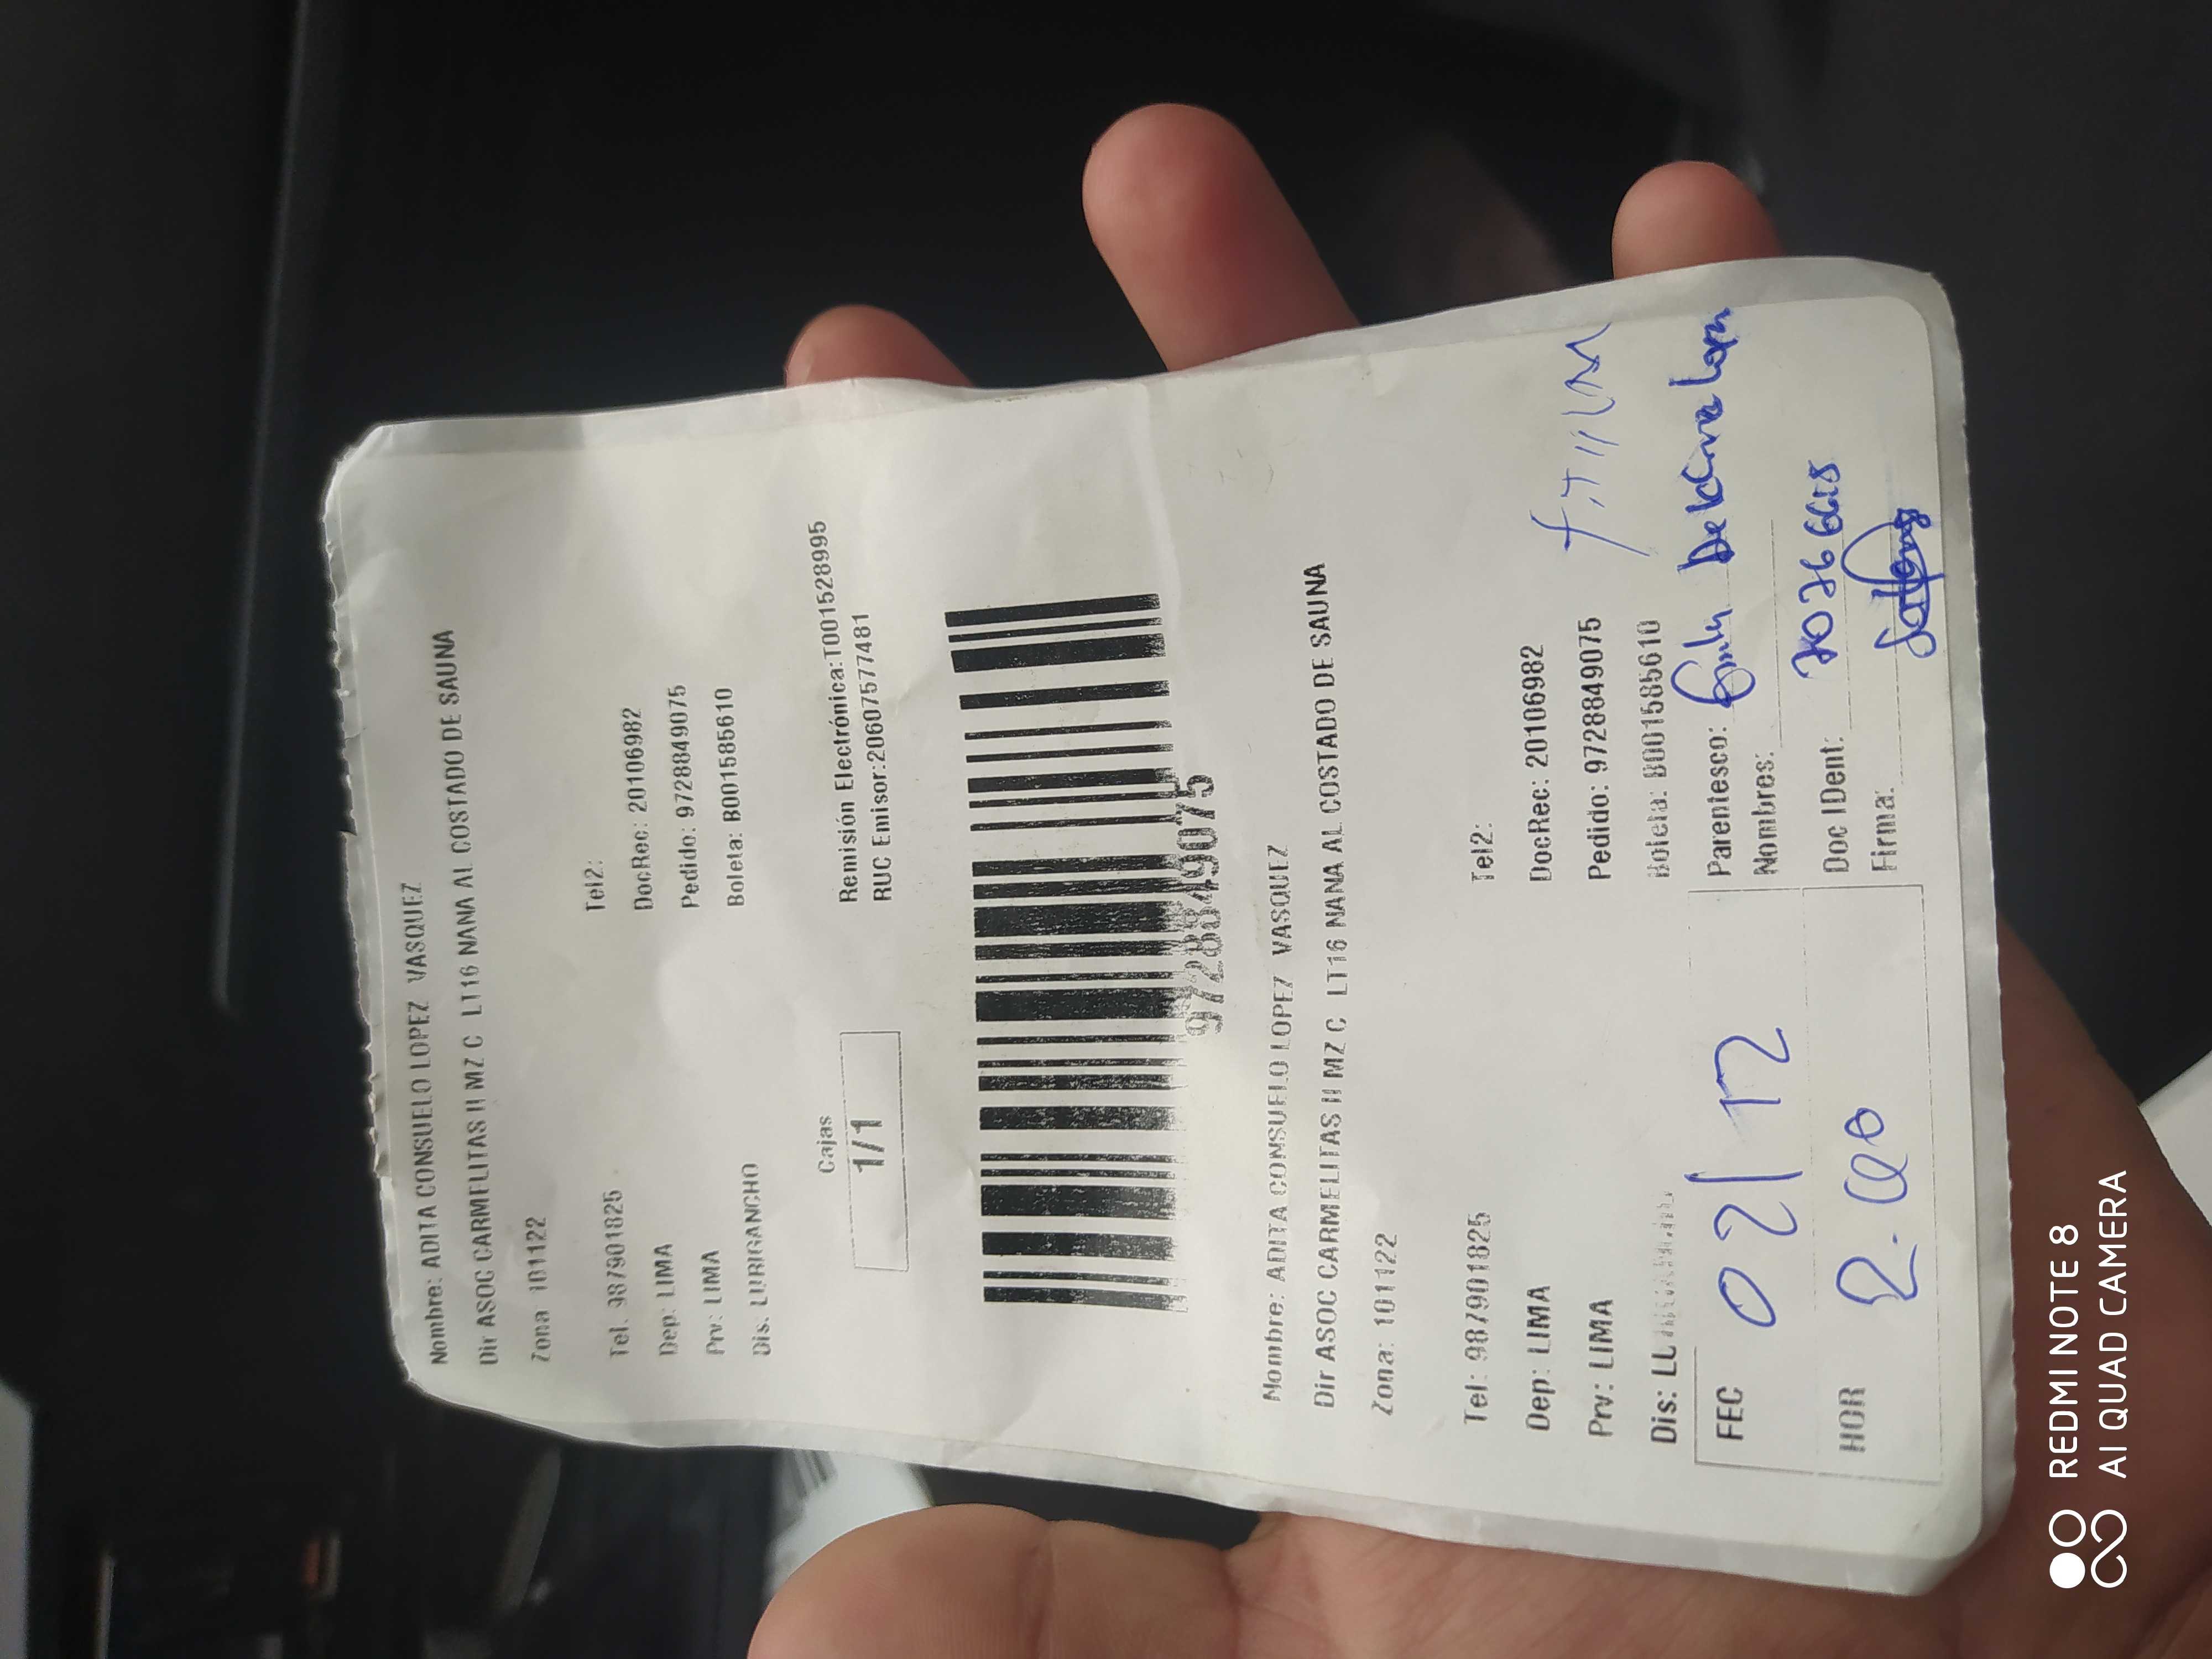 Nombre: ADITA CONSUELO LOPEZ VASQUEZ
Dir ASOC CARMELITAS II MZ C LT16 NANA AL COSTADO DE SAUNA
Zona 101122
Tel. 987901825
Tel2:
Dep: LIMA
DocRec: 20106982
Prv: LIMA
Pedido: 9728849075
Dis. LURIGANCHO
Boleta: B001585610
Cajas
1/1
Remisión Electrónica:T001528995
RUC Emisor:20607577481
9728849075
Nombre: ADITA CONSUELO LOPEZ VASQUEZ
Dir ASOC CARMELITAS II MZ C LT16 NANA AL COSTADO DE SAUNA
Zona: 101122
Tel: 987901825
Tel2:
Dep: LIMA
DocRec: 20106982
Prv: LIMA
Pedido: 9728849075
Dis:
Boleta: B001585610
FEC 02/12
Parentesco:
Nombres:
HOR
Doc IDent:
Firma:
REDMI NOTE 8
AI QUAD CAMERA